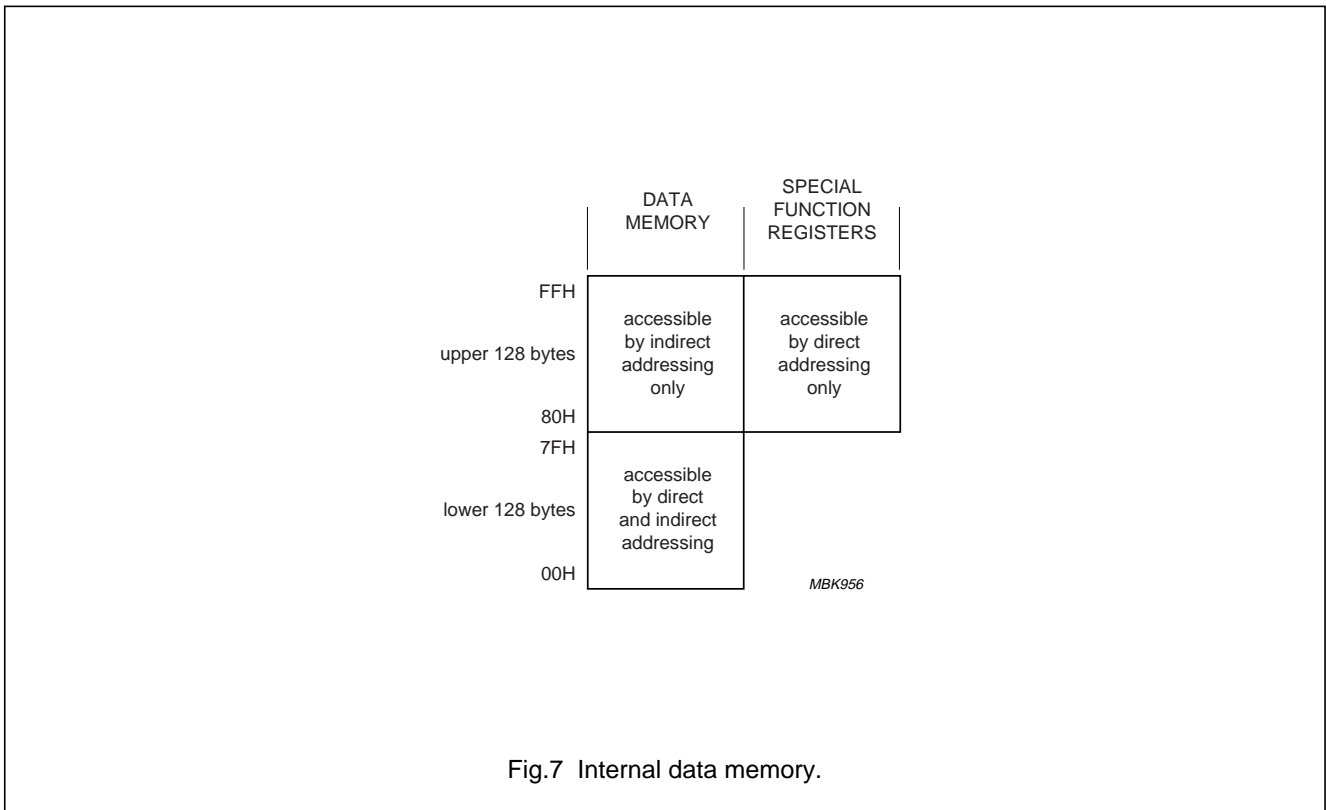 DATA
MEMORY
SPECIAL
FUNCTION
REGISTERS
FFH
upper 128 bytes
80H
accessible
by indirect
addressing
only
accessible
by direct
addressing
only
7FH
lower 128 bytes
00H
accessible
by direct
and indirect
addressing
MBK956
Fig.7 Internal data memory.